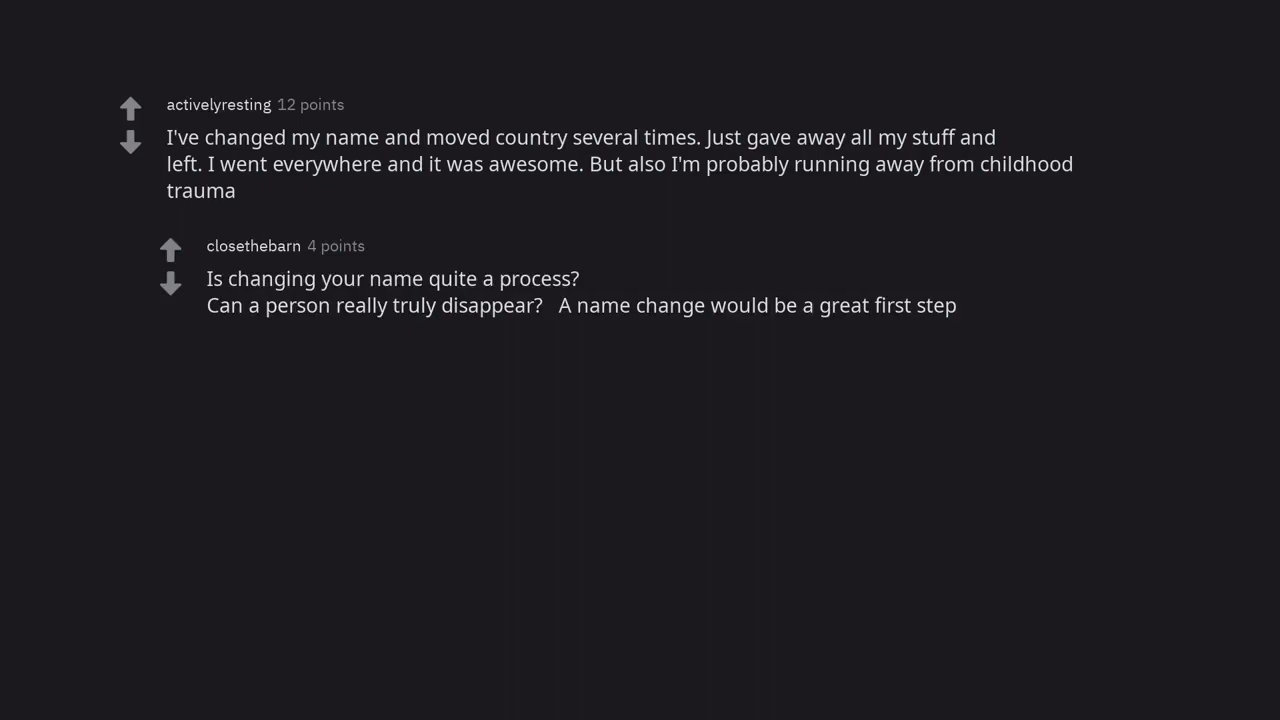 activelyresting 12 points
I've changed my name and moved country several times. Just gave away all my stuff and
left. I went everywhere and it was awesome. But also I'm probably running away from childhood
trauma
closethebarn 4 points
Is changing your name quite a process?
Can a person really truly disappear?   A name change would be a great first step